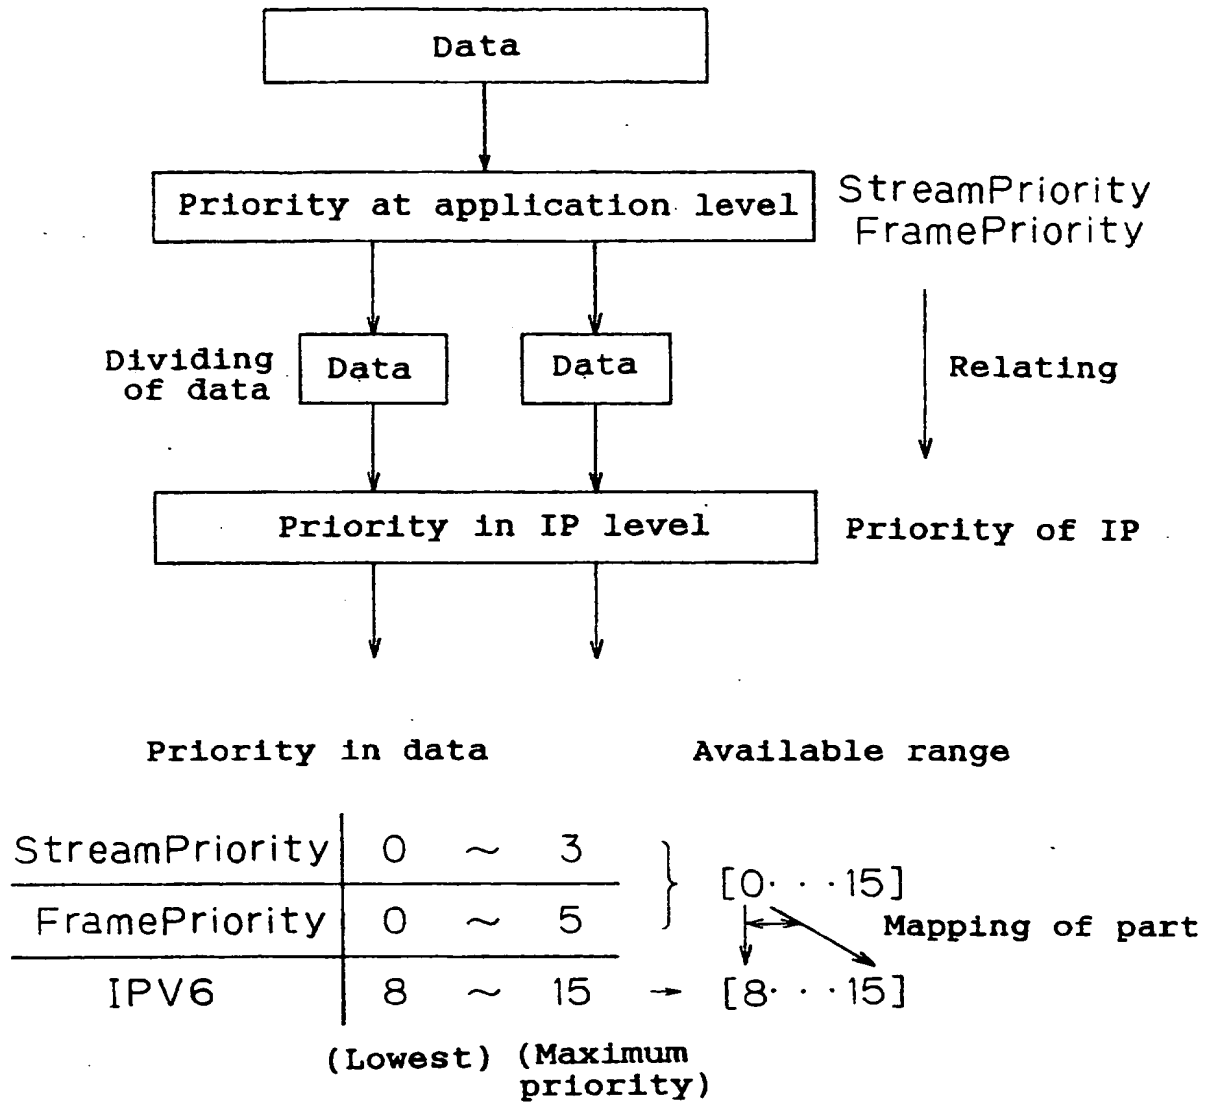 Data
Priority at application level
StreamPriority
FramePriority
Dividing
of data
Data
Data
Relating
Priority in IP level
Priority of IP
Priority in data
Available range
StreamPriority 0 ~ 3
[0· · ·15]
FramePriority 0 ~ 5
Mapping of part
IPV6 8 ~ 15 → [8· · ·15]
(Lowest) (Maximum
priority)